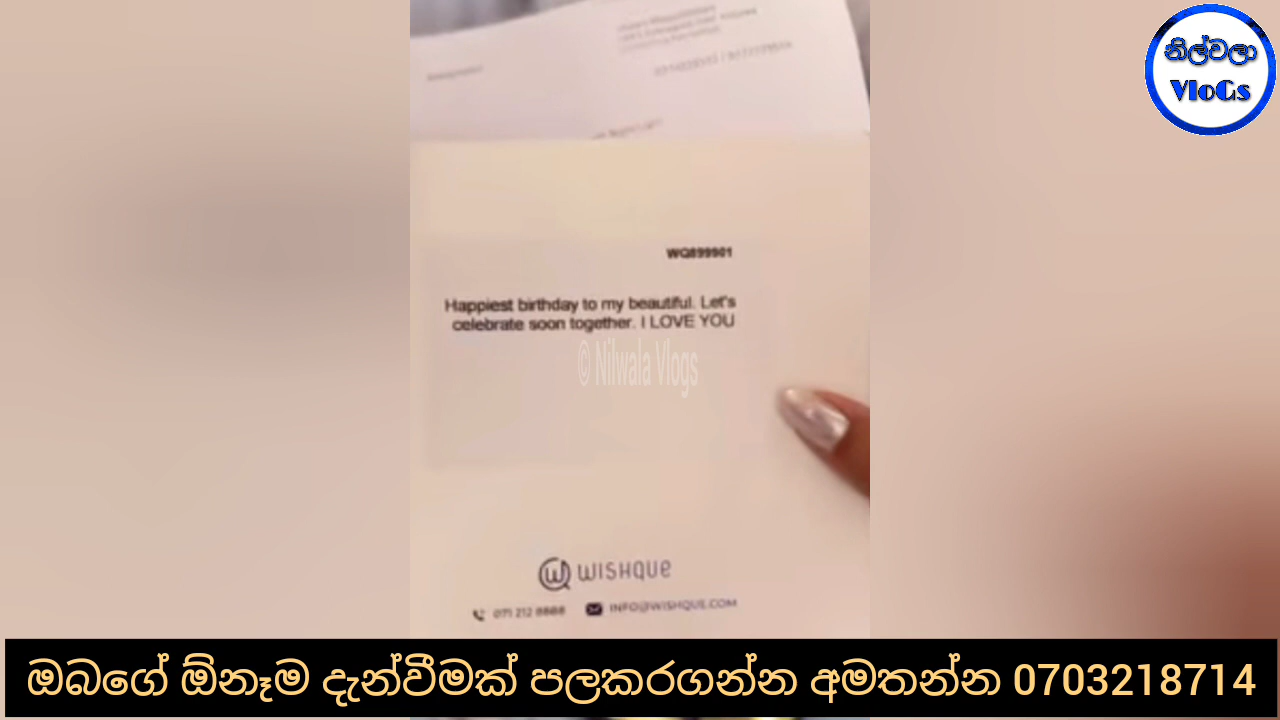 නිල්වලා
VloGs
WQ899901
Happiest birthday to my beautiful. Let's
celebrate soon together. I LOVE YOU
© Nilwala Vlogs
WISHQUE
071 212 8888 INFO@WISHQUE.COM
ඔබගේ ඕනෑම දැන්වීමක් පලකරගන්න අමතන්න 0703218714